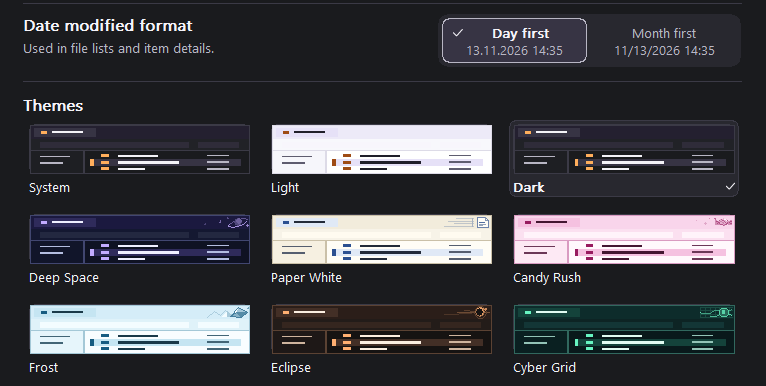 Date modified format
Used in file lists and item details.
Day first
13.11.2026 14:35
Month first
11/13/2026 14:35
Themes
System
Light
Dark
Deep Space
Paper White
Candy Rush
Frost
Eclipse
Cyber Grid